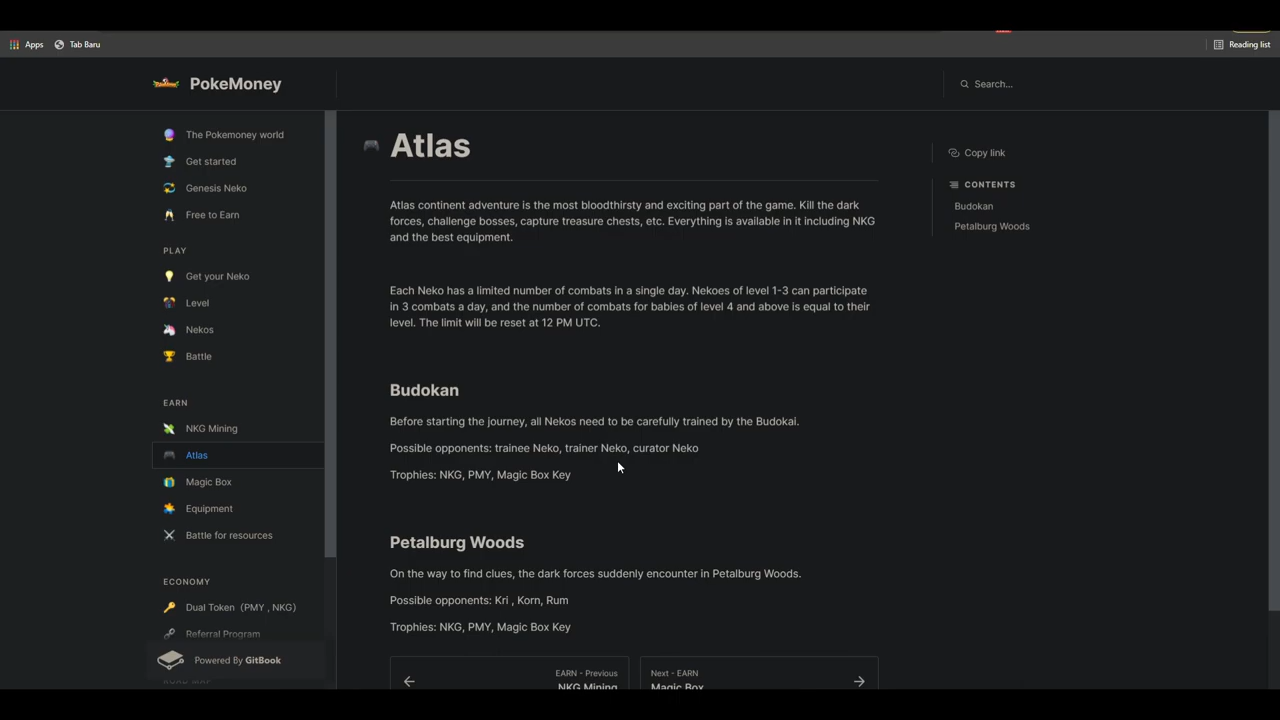 Apps
Tab Baru
Reading list
PokeMoney
Search...
The Pokemoney world
Get started
Genesis Neko
Free to Earn
PLAY
Get your Neko
Level
Nekos
Battle
EARN
NKG Mining
Atlas
Magic Box
Equipment
Battle for resources
ECONOMY
Dual Token (PMY , NKG)
Referral Program
Powered By GitBook
ROAD MAP
Atlas
Atlas continent adventure is the most bloodthirsty and exciting part of the game. Kill the dark
forces, challenge bosses, capture treasure chests, etc. Everything is available in it including NKG
and the best equipment.
Each Neko has a limited number of combats in a single day. Nekoes of level 1-3 can participate
in 3 combats a day, and the number of combats for babies of level 4 and above is equal to their
level. The limit will be reset at 12 PM UTC.
Budokan
Before starting the journey, all Nekos need to be carefully trained by the Budokai.
Possible opponents: trainee Neko, trainer Neko, curator Neko
Trophies: NKG, PMY, Magic Box Key
Petalburg Woods
On the way to find clues, the dark forces suddenly encounter in Petalburg Woods.
Possible opponents: Kri , Korn, Rum
Trophies: NKG, PMY, Magic Box Key
EARN - Previous
NKG Mining
Next - EARN
Magic Box
Copy link
CONTENTS
Budokan
Petalburg Woods